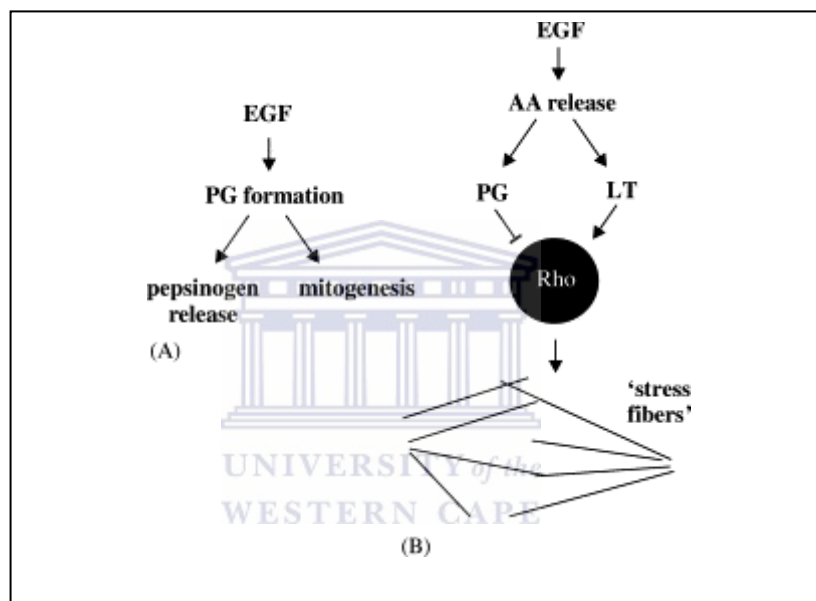 EGF
PG formation
pepsinogen
release
mitogenesis
(A)
EGF
AA release
PG
LT
Rho
'stress
fibers'
(B)
UNIVERSITY of the
WESTERN CAPE